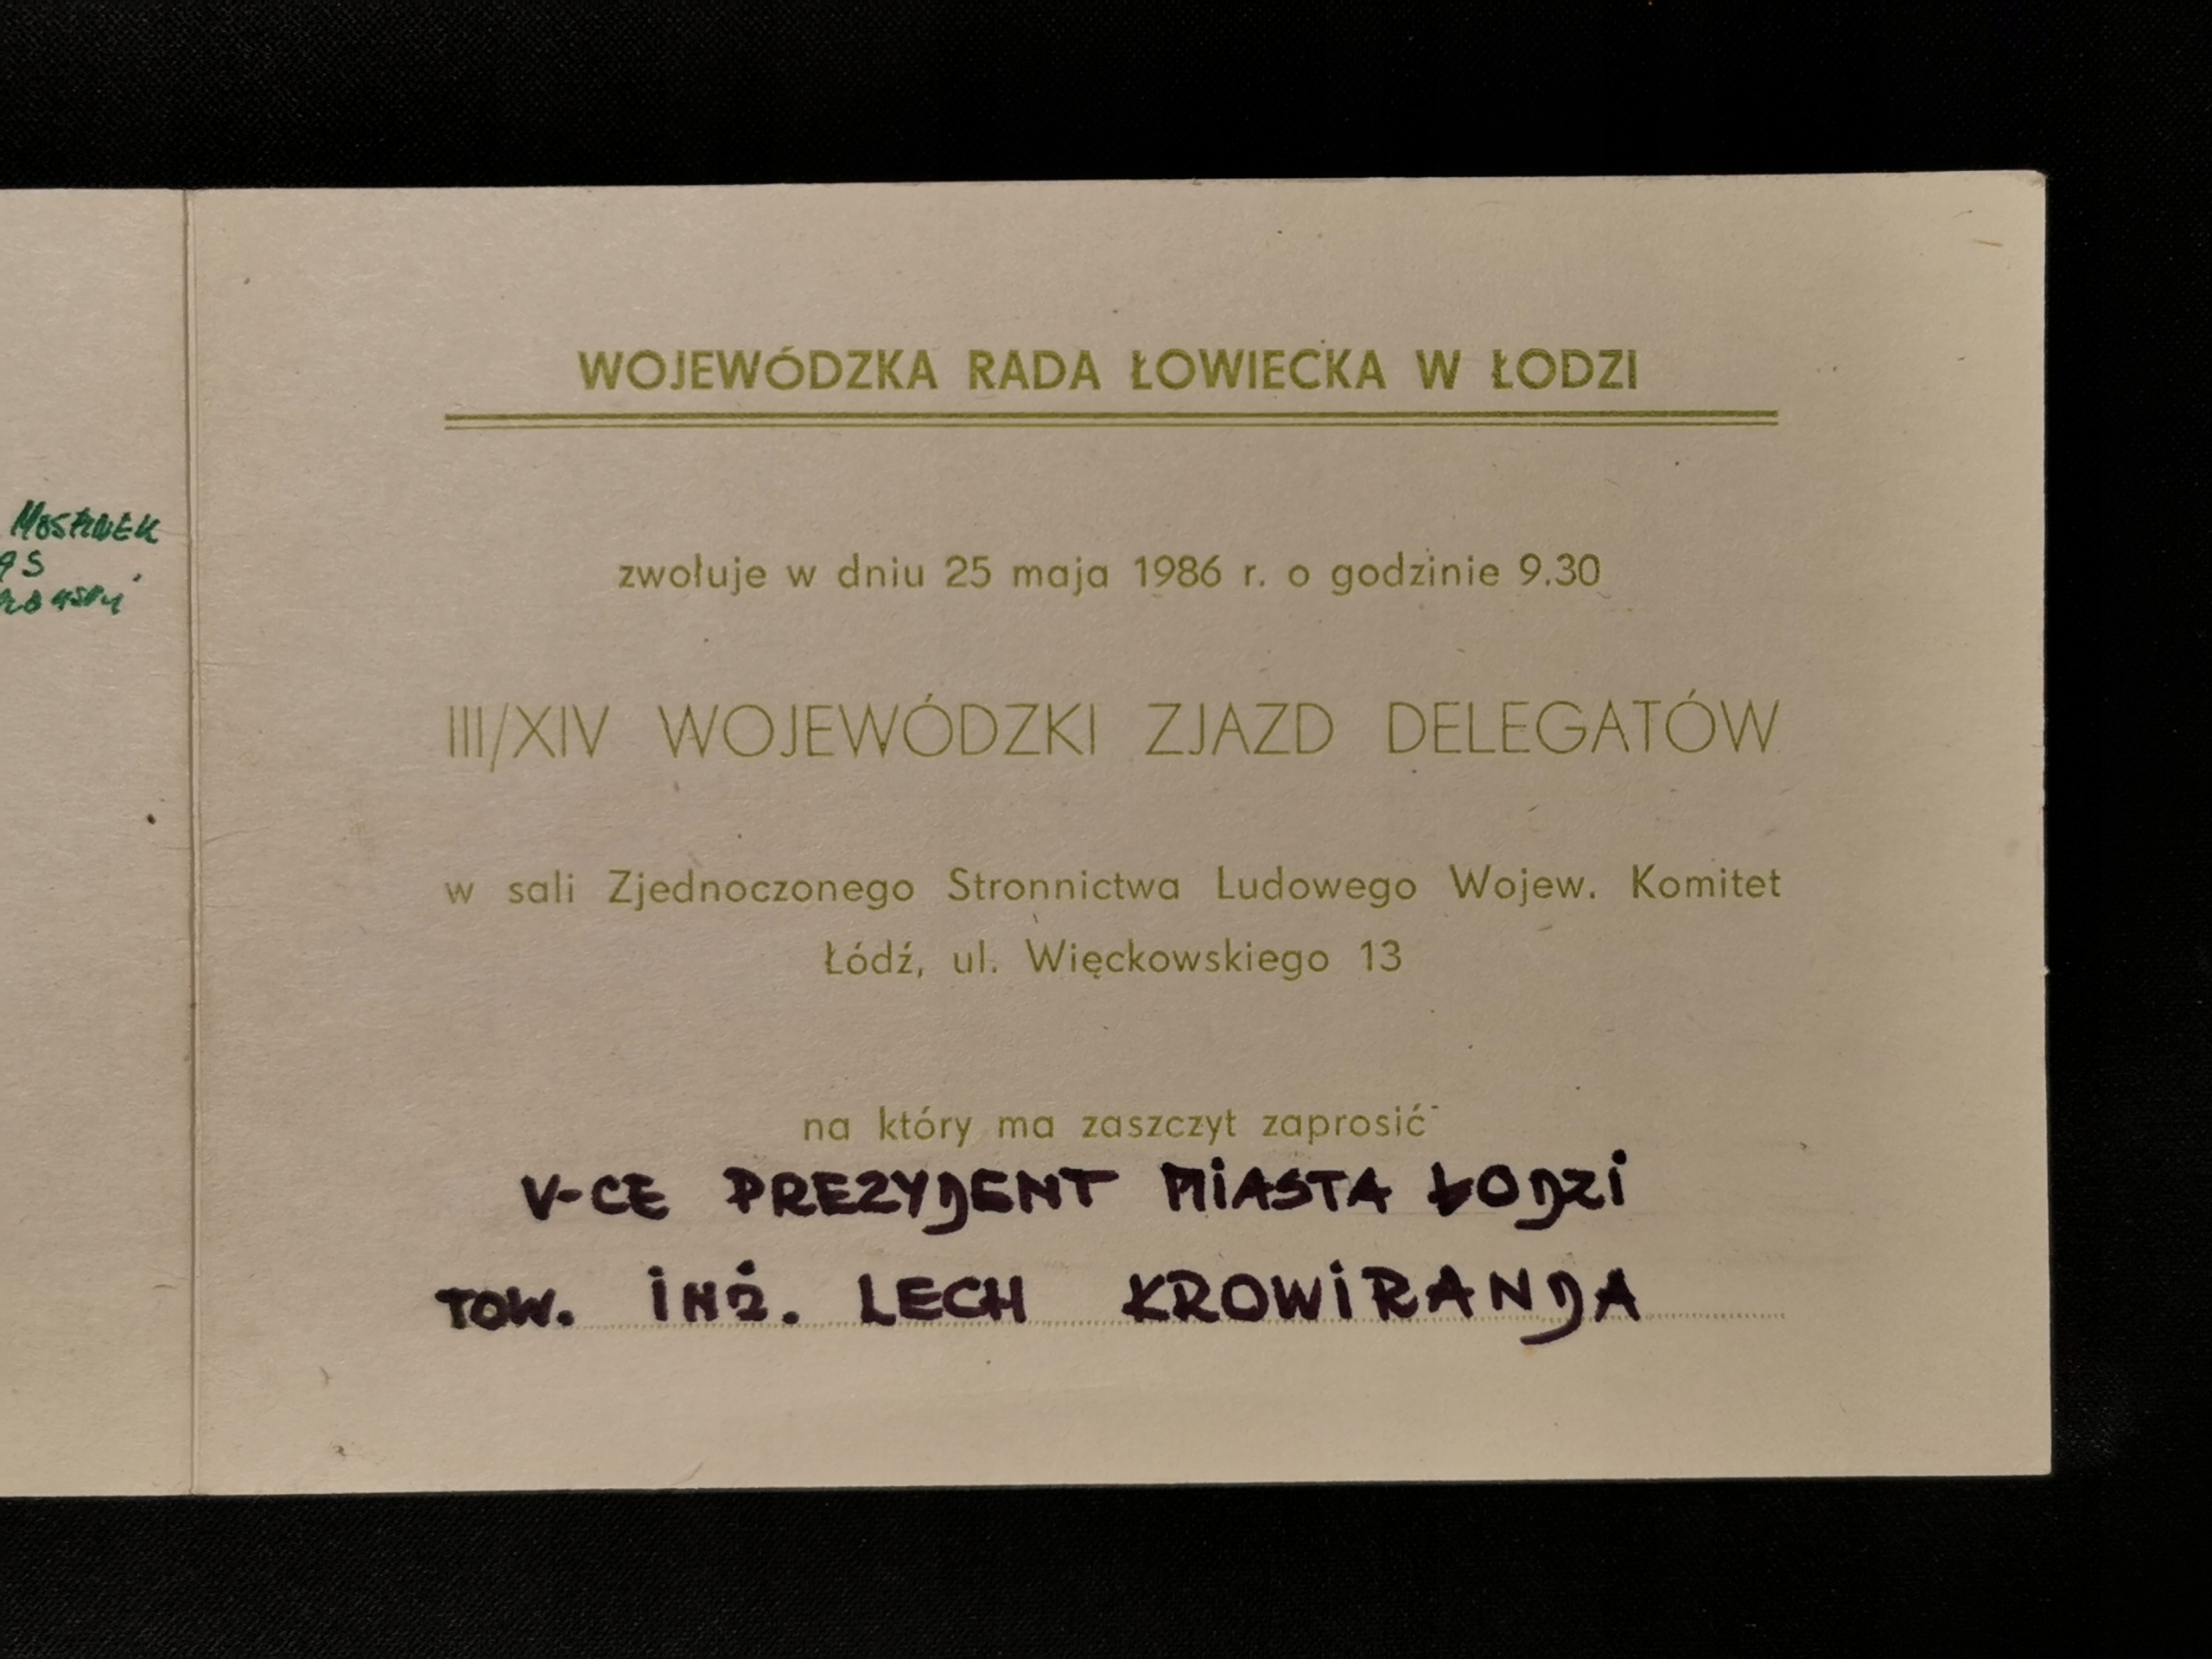 WOJEWÓDZKA RADA ŁOWIECKA W ŁODZI
zwołuje w dniu 25 maja 1986 r. o godzinie 9.30
III/XIV WOJEWÓDZKI ZJAZD DELEGATÓW
w sali Zjednoczonego Stronnictwa Ludowego Wojew. Komitet
Łódź, ul. Więckowskiego 13
na który ma zaszczyt zaprosić
V-CE PREZYDENT MIASTA ŁODZI
TOW. inż. LECH KROWiRANDA